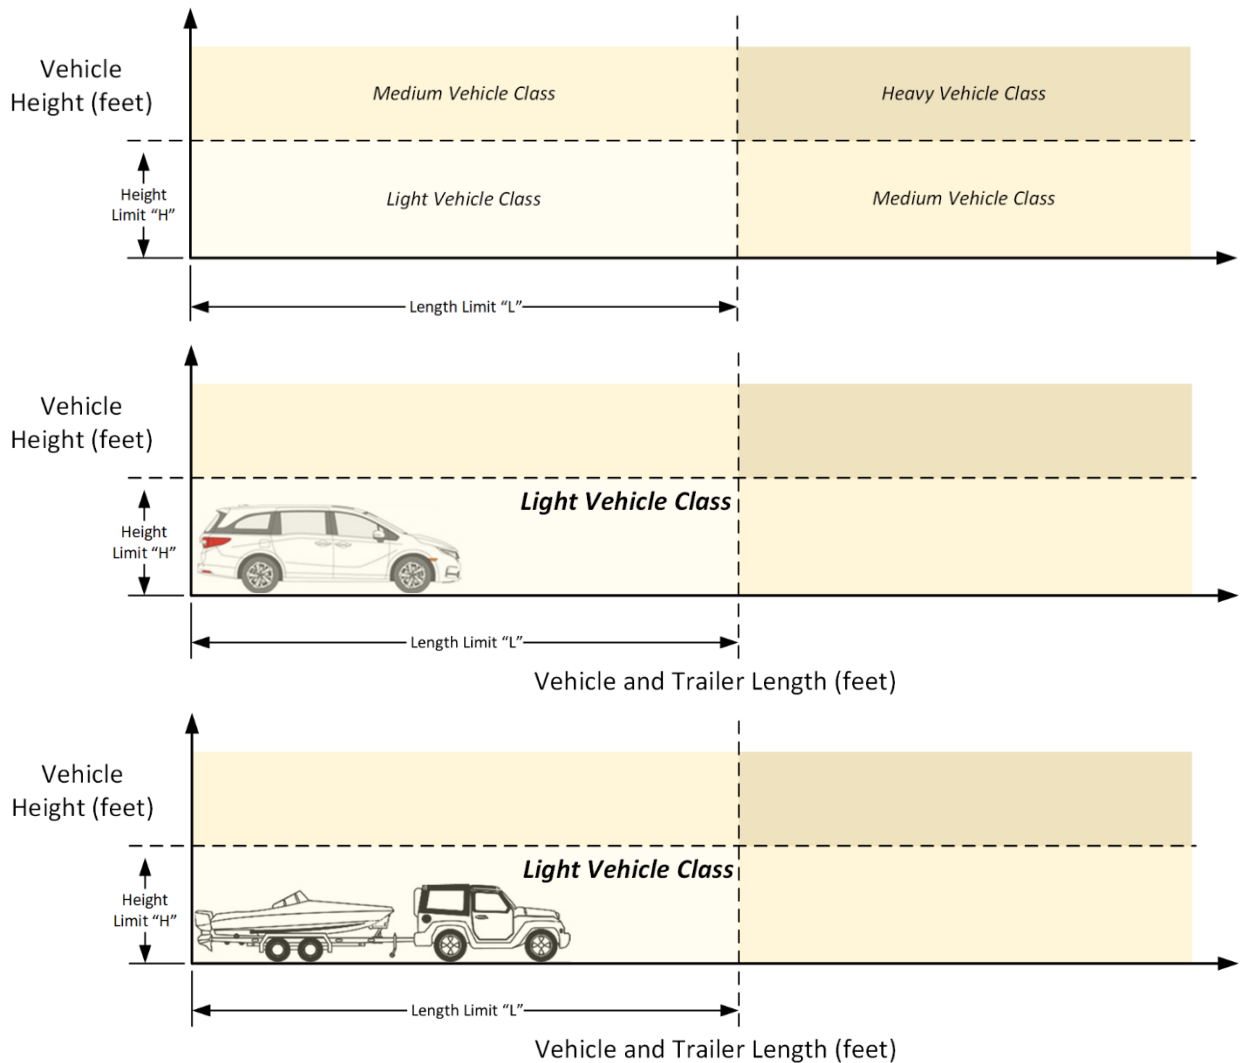 Vehicle
Height (feet)
Medium Vehicle Class
Heavy Vehicle Class
Height
Limit “H”
Light Vehicle Class
Medium Vehicle Class
Length Limit “L”
Vehicle
Height (feet)
Light Vehicle Class
Height
Limit “H”
Length Limit “L”
Vehicle and Trailer Length (feet)
Vehicle
Height (feet)
Light Vehicle Class
Height
Limit “H”
Length Limit “L”
Vehicle and Trailer Length (feet)